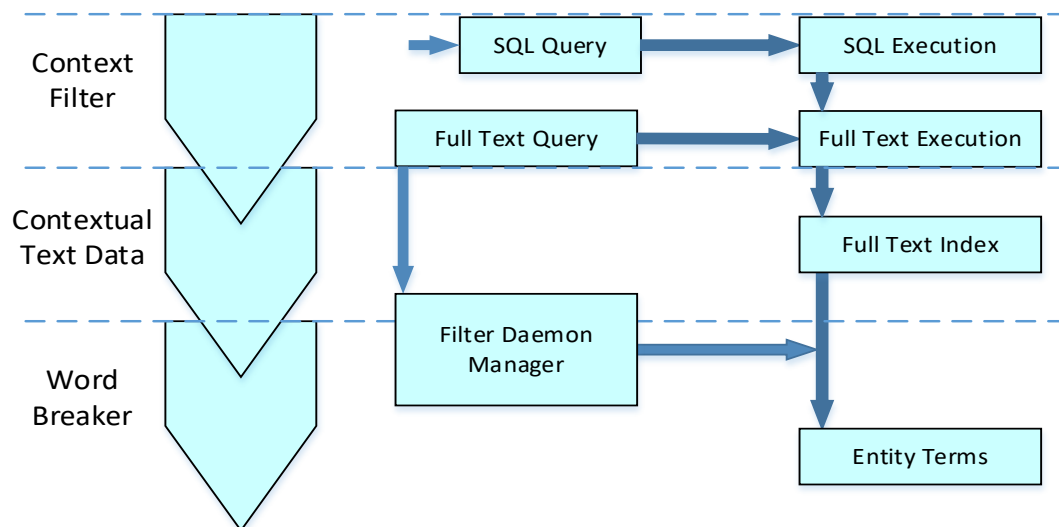 SQL Query
SQL Execution
Context
Filter
Full Text Query
Full Text Execution
Contextual
Text Data
Full Text Index
Filter Daemon
Manager
Word
Breaker
Entity Terms